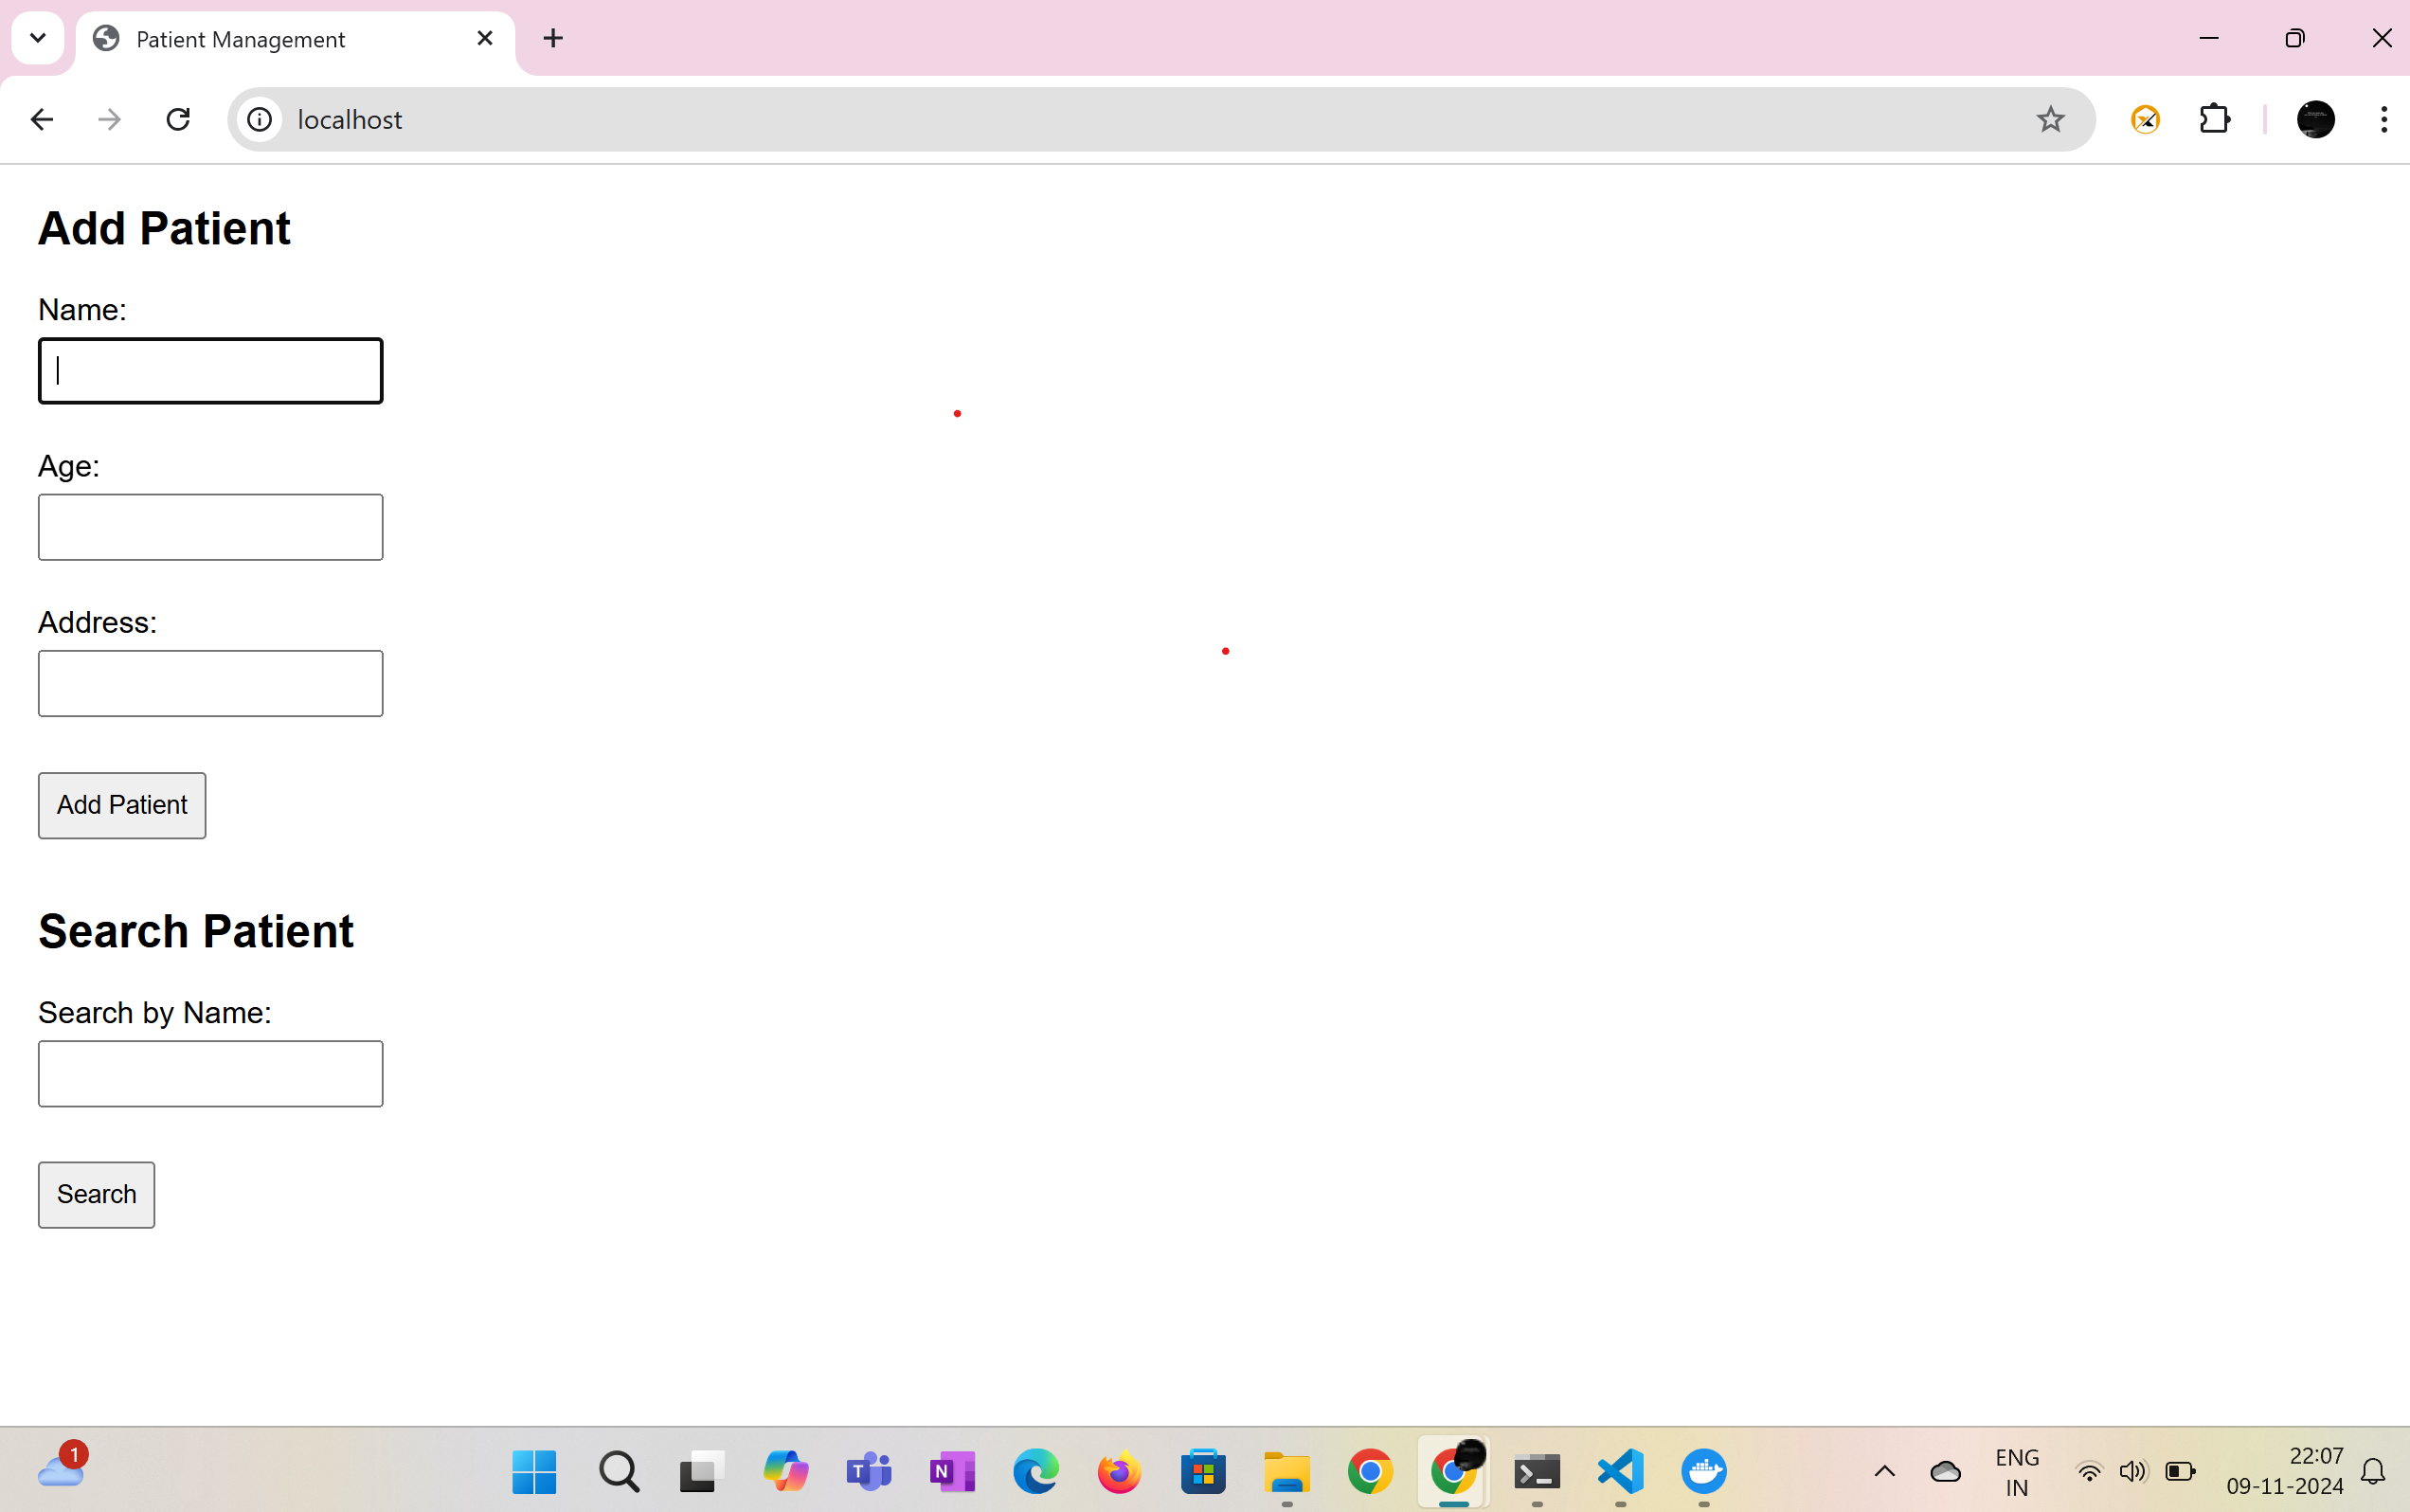 Patient Management
localhost
Add Patient
Name:
Age:
Address:
Add Patient
Search Patient
Search by Name:
Search
1
T
N
ENG
IN
22:07
09-11-2024